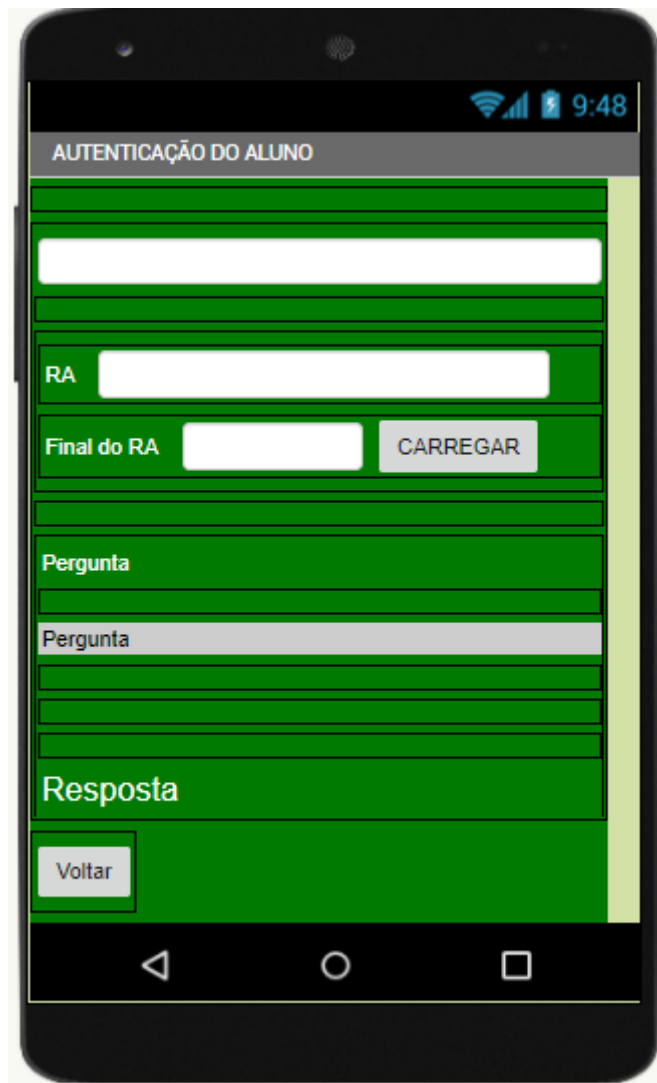 9:48
AUTENTICAÇÃO DO ALUNO
RA
Final do RA CARREGAR
Pergunta
Pergunta
Resposta
Voltar